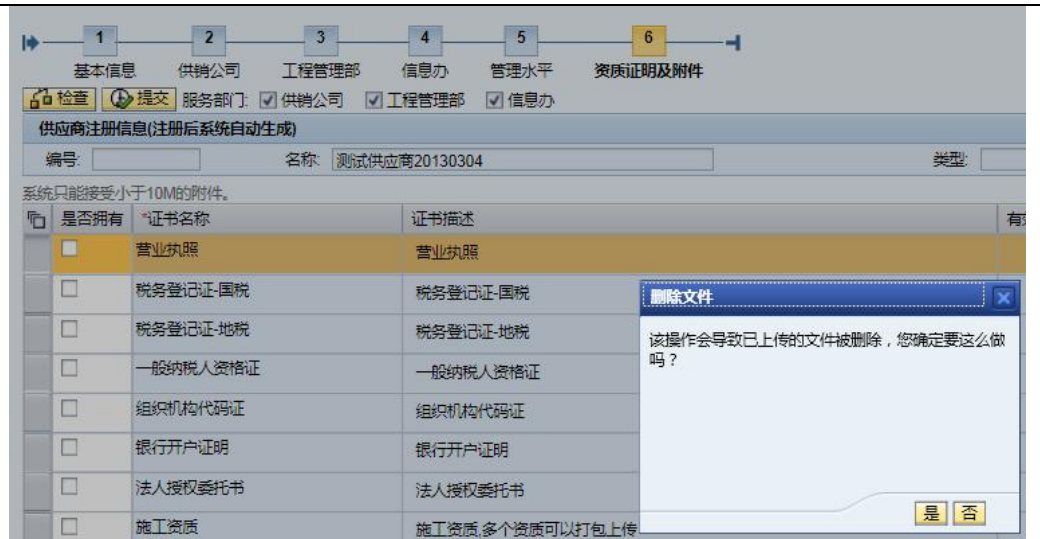 1 2 3 4 5 6
基本信息 供销公司 工程管理部 信息办 管理水平 资质证明及附件
检查 提交 服务部门: 供销公司 工程管理部 信息办
供应商注册信息(注册后系统自动生成)
编号: 名称: 测试供应商20130304 类型:
系统只能接受小于10M的附件。
是否拥有 *证书名称 证书描述 有
营业执照 营业执照
税务登记证-国税 税务登记证-国税
税务登记证-地税 税务登记证-地税
一般纳税人资格证 一般纳税人资格证
组织机构代码证 组织机构代码证
银行开户证明 银行开户证明
法人授权委托书 法人授权委托书
施工资质 施工资质,多个资质可以打包上传
删除文件
该操作会导致已上传的文件被删除，您确定要这么做
吗？
是 否